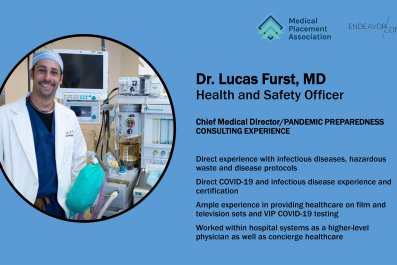 Medical
Placement
Association
ENDEAVOR
Dr. Lucas Furst, MD
Health and Safety Officer
Chief Medical Director/PANDEMIC PREPAREDNESS
CONSULTING EXPERIENCE
Direct experience with infectious diseases, hazardous
waste and disease protocols
Direct COVID-19 and infectious disease experience and
certification
Ample experience in providing healthcare on film and
television sets and VIP COVID-19 testing
Worked within hospital systems as a higher-level
physician as well as concierge healthcare